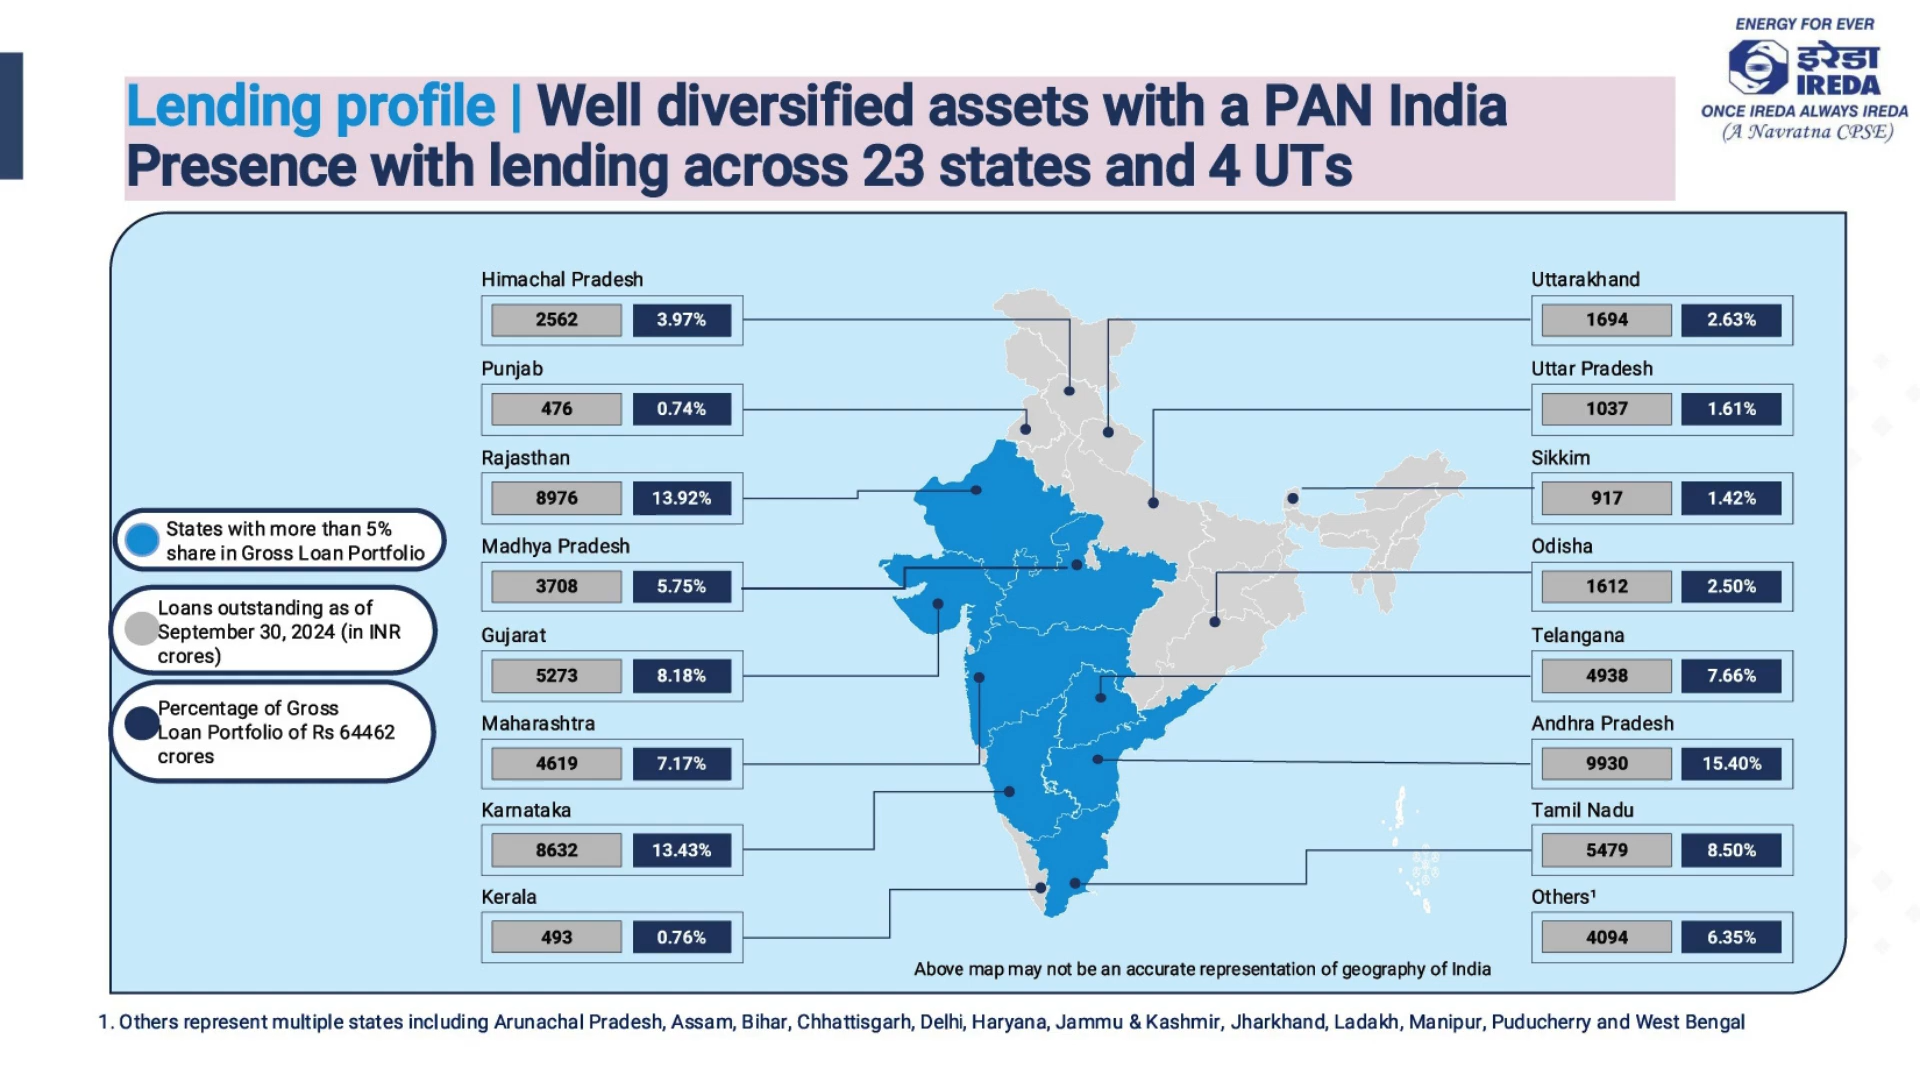 ENERGY FOR EVER
इरेडा
IREDA
ONCE IREDA ALWAYS IREDA
(A Navratna CPSE)
Lending profile | Well diversified assets with a PAN India
Presence with lending across 23 states and 4 UTs
States with more than 5%
share in Gross Loan Portfolio
Loans outstanding as of
September 30, 2024 (in INR
crores)
Percentage of Gross
Loan Portfolio of Rs 64462
crores
Himachal Pradesh
2562 3.97%
Punjab
476 0.74%
Rajasthan
8976 13.92%
Madhya Pradesh
3708 5.75%
Gujarat
5273 8.18%
Maharashtra
4619 7.17%
Karnataka
8632 13.43%
Kerala
493 0.76%
Uttarakhand
1694 2.63%
Uttar Pradesh
1037 1.61%
Sikkim
917 1.42%
Odisha
1612 2.50%
Telangana
4938 7.66%
Andhra Pradesh
9930 15.40%
Tamil Nadu
5479 8.50%
Others¹
4094 6.35%
Above map may not be an accurate representation of geography of India
1. Others represent multiple states including Arunachal Pradesh, Assam, Bihar, Chhattisgarh, Delhi, Haryana, Jammu & Kashmir, Jharkhand, Ladakh, Manipur, Puducherry and West Bengal